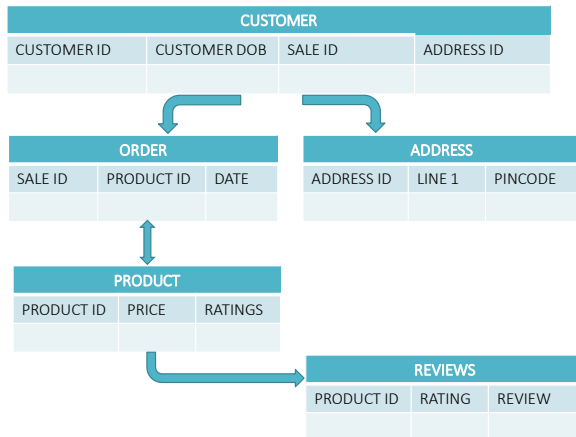 CUSTOMER
CUSTOMER ID CUSTOMER DOB SALE ID ADDRESS ID
ORDER
SALE ID PRODUCT ID DATE
ADDRESS
ADDRESS ID LINE 1 PINCODE
PRODUCT
PRODUCT ID PRICE RATINGS
REVIEWS
PRODUCT ID RATING REVIEW